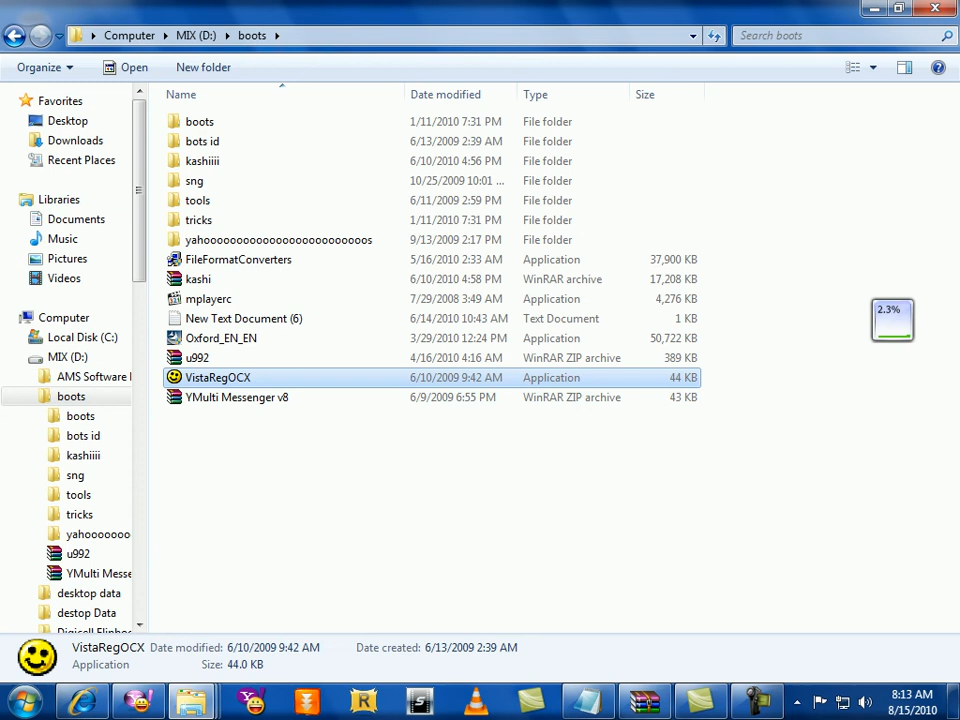 Computer MIX (D:) boots
Search boots
Organize Open New folder
Name Date modified Type Size
boots 1/11/2010 7:31 PM File folder
bots id 6/13/2009 2:39 AM File folder
kashiiii 6/10/2010 4:56 PM File folder
sng 10/25/2009 10:01 ... File folder
tools 6/11/2009 2:59 PM File folder
tricks 1/11/2010 7:31 PM File folder
yahoooooooooooooooooooooooooos 9/13/2009 2:17 PM File folder
FileFormatConverters 5/16/2010 2:33 AM Application 37,900 KB
kashi 6/10/2010 4:58 PM WinRAR archive 17,208 KB
mplayerc 7/29/2008 3:49 AM Application 4,276 KB
New Text Document (6) 6/14/2010 10:43 AM Text Document 1 KB
Oxford_EN_EN 3/29/2010 12:24 PM Application 50,722 KB
u992 4/16/2010 4:16 AM WinRAR ZIP archive 389 KB
VistaRegOCX 6/10/2009 9:42 AM Application 44 KB
YMulti Messenger v8 6/9/2009 6:55 PM WinRAR ZIP archive 43 KB
Favorites
Desktop
Downloads
Recent Places
Libraries
Documents
Music
Pictures
Videos
Computer
Local Disk (C:)
MIX (D:)
AMS Software
boots
boots
bots id
kashiiii
sng
tools
tricks
yahooooooo
u992
YMulti Messe
desktop data
destop Data
Digicell Flipboo
2.3%
VistaRegOCX Date modified: 6/10/2009 9:42 AM Date created: 6/13/2009 2:39 AM
Application Size: 44.0 KB
8:13 AM
8/15/2010